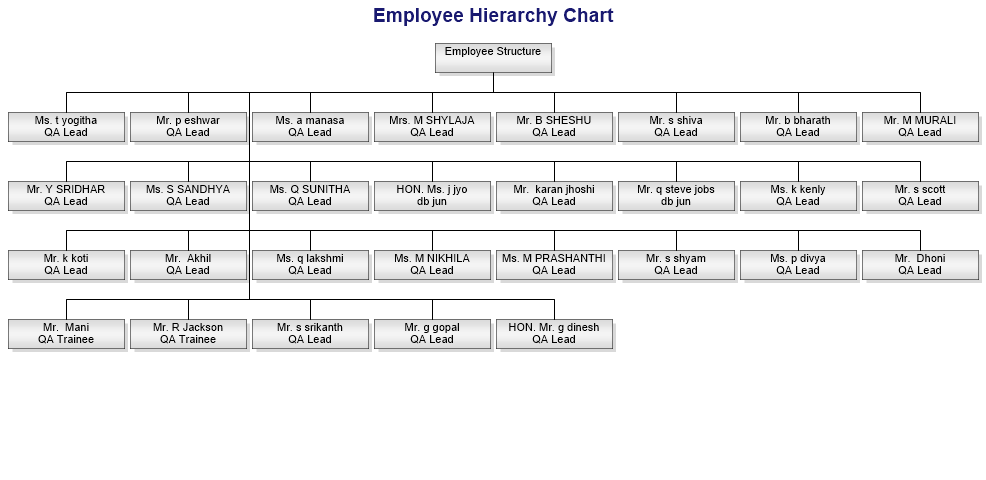 Employee Hierarchy Chart
Employee Structure
Ms. t yogitha
QA Lead
Mr. p eshwar
QA Lead
Ms. a manasa
QA Lead
Mrs. M SHYLAJA
QA Lead
Mr. B SHESHU
QA Lead
Mr. s shiva
QA Lead
Mr. b bharath
QA Lead
Mr. M MURALI
QA Lead
Mr. Y SRIDHAR
QA Lead
Ms. S SANDHYA
QA Lead
Ms. Q SUNITHA
QA Lead
HON. Ms. j jyo
db jun
Mr.  karan jhoshi
QA Lead
Mr. q steve jobs
db jun
Ms. k kenly
QA Lead
Mr. s scott
QA Lead
Mr. k koti
QA Lead
Mr.  Akhil
QA Lead
Ms. q lakshmi
QA Lead
Ms. M NIKHILA
QA Lead
Ms. M PRASHANTHI
QA Lead
Mr. s shyam
QA Lead
Ms. p divya
QA Lead
Mr.  Dhoni
QA Lead
Mr.  Mani
QA Trainee
Mr. R Jackson
QA Trainee
Mr. s srikanth
QA Lead
Mr. g gopal
QA Lead
HON. Mr. g dinesh
QA Lead